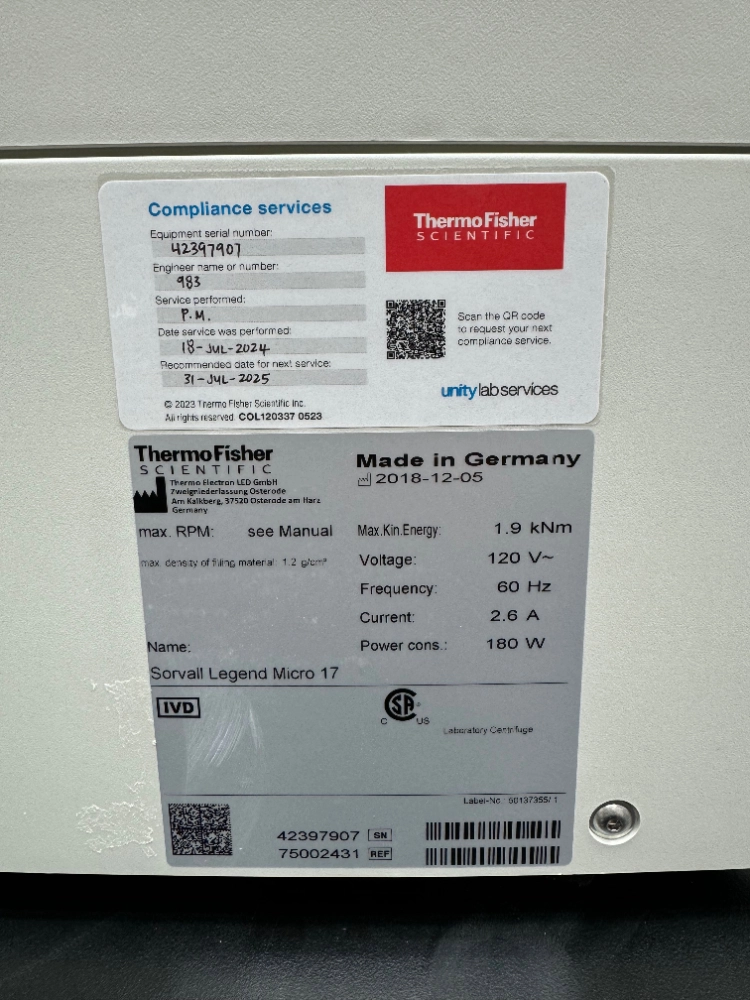 Compliance services
Equipment serial number:
42397907
Engineer name or number:
983
Service performed:
P.M.
Date service was performed:
18-JUL-2024
Recommended date for next service:
31-JUL-2025
© 2023 Thermo Fisher Scientific Inc.
All rights reserved. COL120337 0523
ThermoFisher
SCIENTIFIC
Scan the QR code
to request your next
compliance service.
unitylabservices
ThermoFisher
SCIENTIFIC
Thermo Electron LED GmbH
Zweigniederlassung Osterode
Am Kalkberg, 37520 Osterode am Harz
Germany
Made in Germany
2018-12-05
max. RPM: see Manual
max. density of filling material: 1.2 g/cm³
Max.Kin.Energy: 1.9 kNm
Voltage: 120 V~
Frequency: 60 Hz
Current: 2.6 A
Power cons.: 180 W
Name:
Sorvall Legend Micro 17
IVD
C SA US ®
Laboratory Centrifuge
Label-No.: 50137355/ 1
42397907 SN
75002431 REF